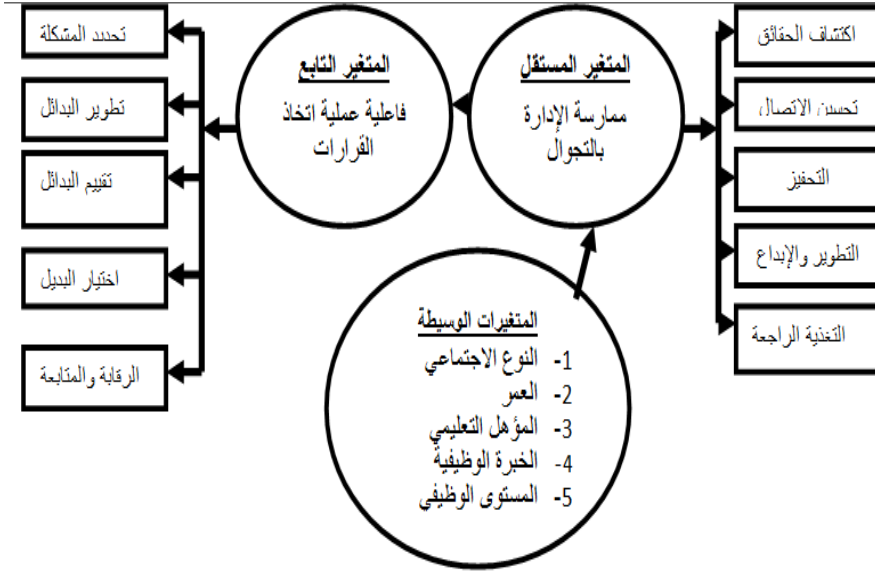 اكتشاف الحقائق
تحسين الاتصال
التحفيز
التطوير والإبداع
التغذية الراجعة
المتغير المستقل
ممارسة الإدارة
بالتجوال
المتغير التابع
فاعلية عملية اتخاذ
القرارات
تحديد المشكلة
تطوير البدائل
تقييم البدائل
اختيار البديل
الرقابة والمتابعة
المتغيرات الوسيطة
1- النوع الاجتماعي
2- العمر
3- المؤهل التعليمي
4- الخبرة الوظيفية
5- المستوى الوظيفي